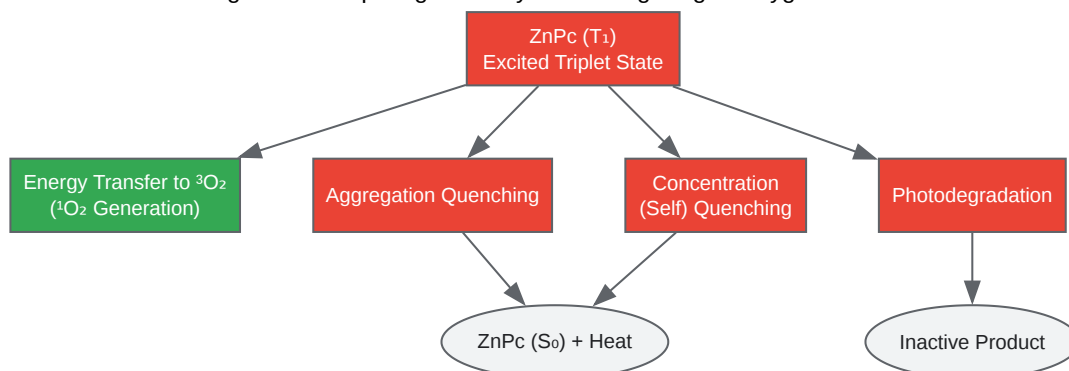 ZnPc (T₁)
Excited Triplet State
Energy Transfer to ³O₂
(¹O₂ Generation)
Aggregation Quenching
Concentration
(Self) Quenching
Photodegradation
ZnPc (S₀) + Heat
Inactive Product